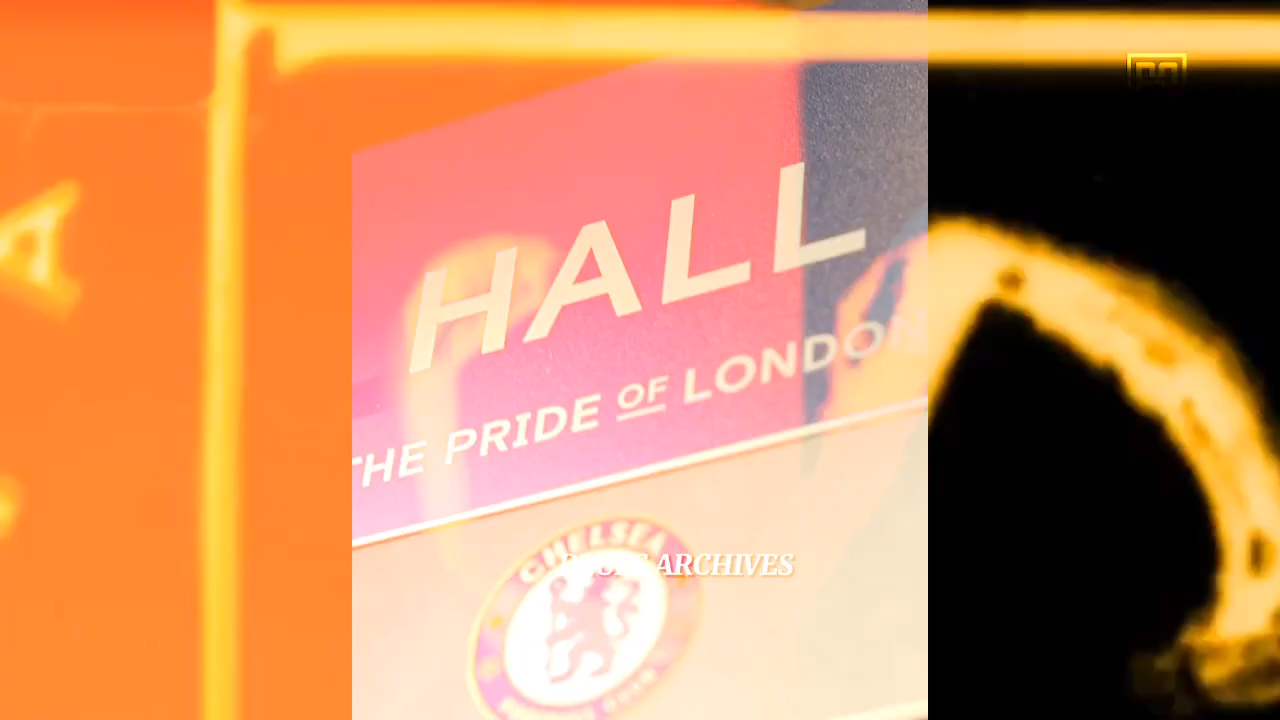 HALL
THE PRIDE OF LONDON
CHELSEA
ARCHIVES